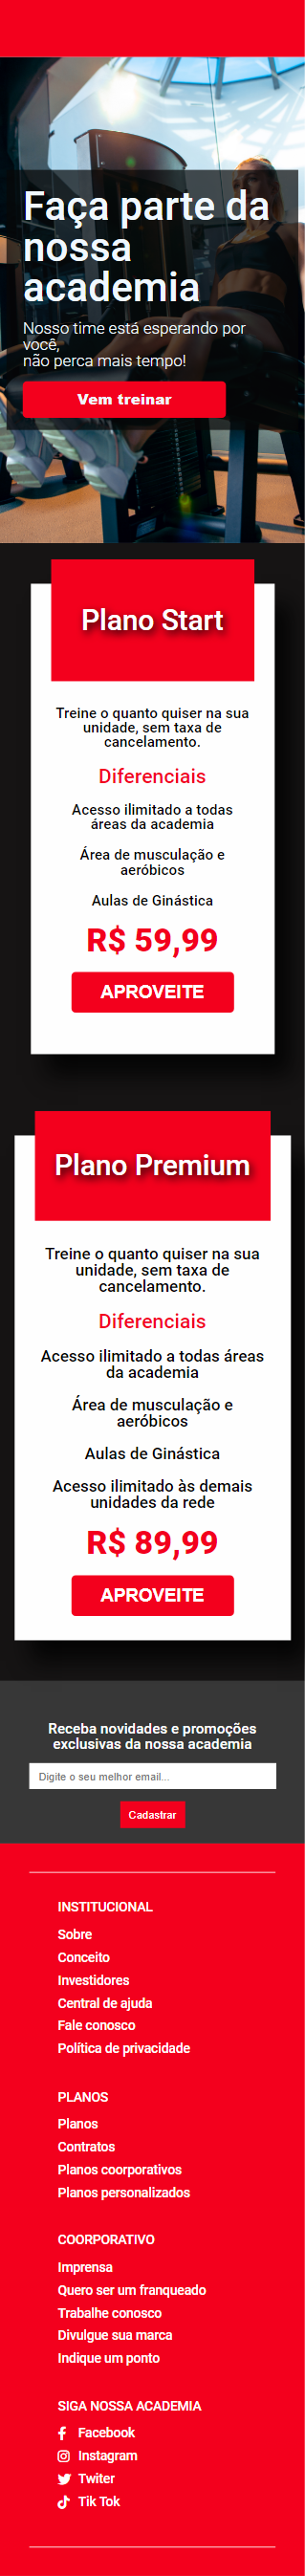 Faça parte da
nossa
academia
Nosso time está esperando por
você,
não perca mais tempo!
Vem treinar
Plano Start
Treine o quanto quiser na sua
unidade, sem taxa de
cancelamento.
Diferenciais
Acesso ilimitado a todas
áreas da academia
Área de musculação e
aeróbicos
Aulas de Ginástica
R$ 59,99
APROVEITE
Plano Premium
Treine o quanto quiser na sua
unidade, sem taxa de
cancelamento.
Diferenciais
Acesso ilimitado a todas áreas
da academia
Área de musculação e
aeróbicos
Aulas de Ginástica
Acesso ilimitado às demais
unidades da rede
R$ 89,99
APROVEITE
Receba novidades e promoções
exclusivas da nossa academia
Digite o seu melhor email...
Cadastrar
INSTITUCIONAL
Sobre
Conceito
Investidores
Central de ajuda
Fale conosco
Política de privacidade
PLANOS
Planos
Contratos
Planos coorporativos
Planos personalizados
COORPORATIVO
Imprensa
Quero ser um franqueado
Trabalhe conosco
Divulgue sua marca
Indique um ponto
SIGA NOSSA ACADEMIA
Facebook
Instagram
Twiter
Tik Tok